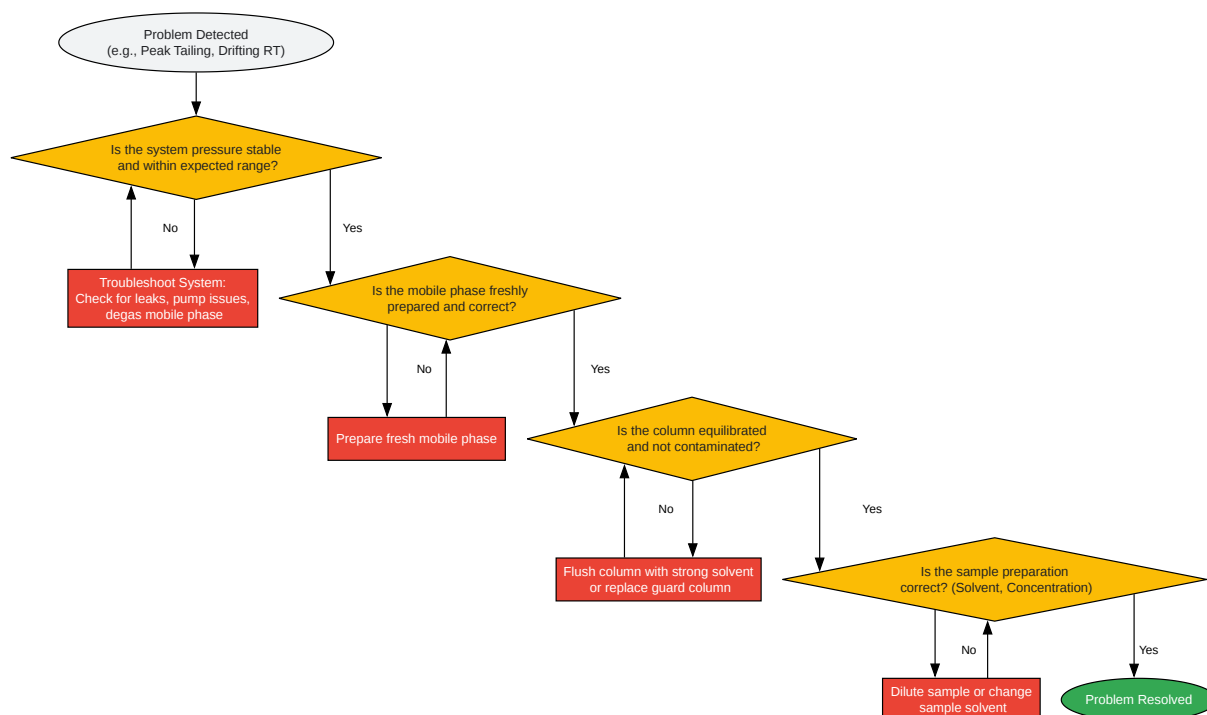 Problem Detected
(e.g., Peak Tailing, Drifting RT)
Is the system pressure stable
and within expected range?
No
Yes
Troubleshoot System:
Check for leaks, pump issues,
degas mobile phase
Is the mobile phase freshly
prepared and correct?
No
Yes
Prepare fresh mobile phase
Is the column equilibrated
and not contaminated?
No
Yes
Flush column with strong solvent
or replace guard column
Is the sample preparation
correct? (Solvent, Concentration)
No
Yes
Dilute sample or change
sample solvent
Problem Resolved